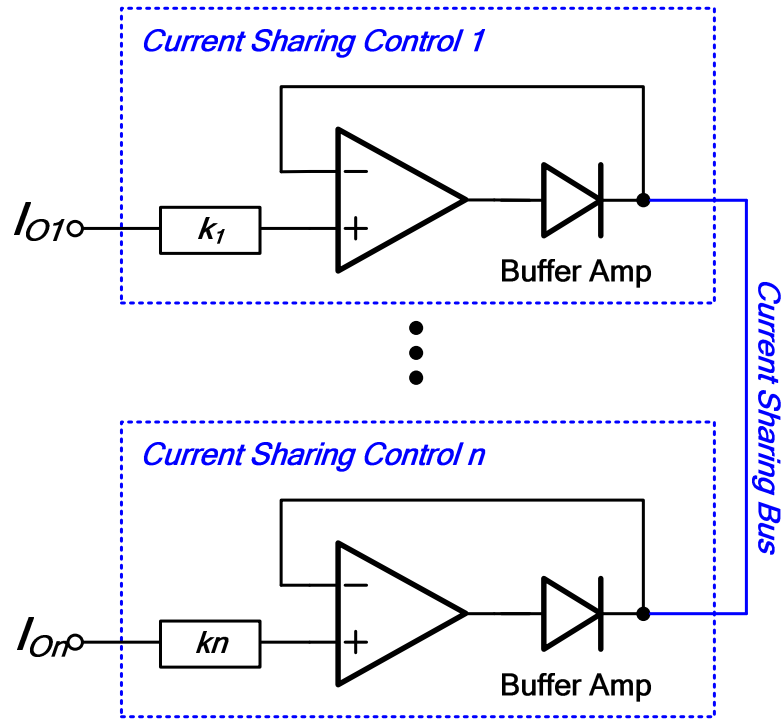 Current Sharing Control 1
IO1
k1
−
+
Buffer Amp
Current Sharing Bus
Current Sharing Control n
IOn
kn
−
+
Buffer Amp